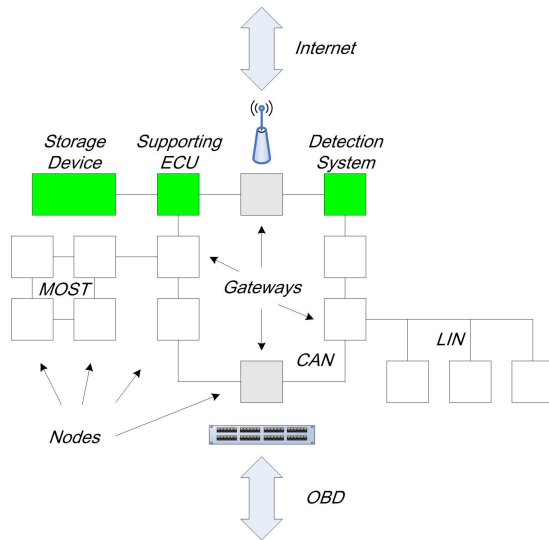 Internet
Storage
Device
Supporting
ECU
Detection
System
MOST
Gateways
LIN
CAN
Nodes
OBD